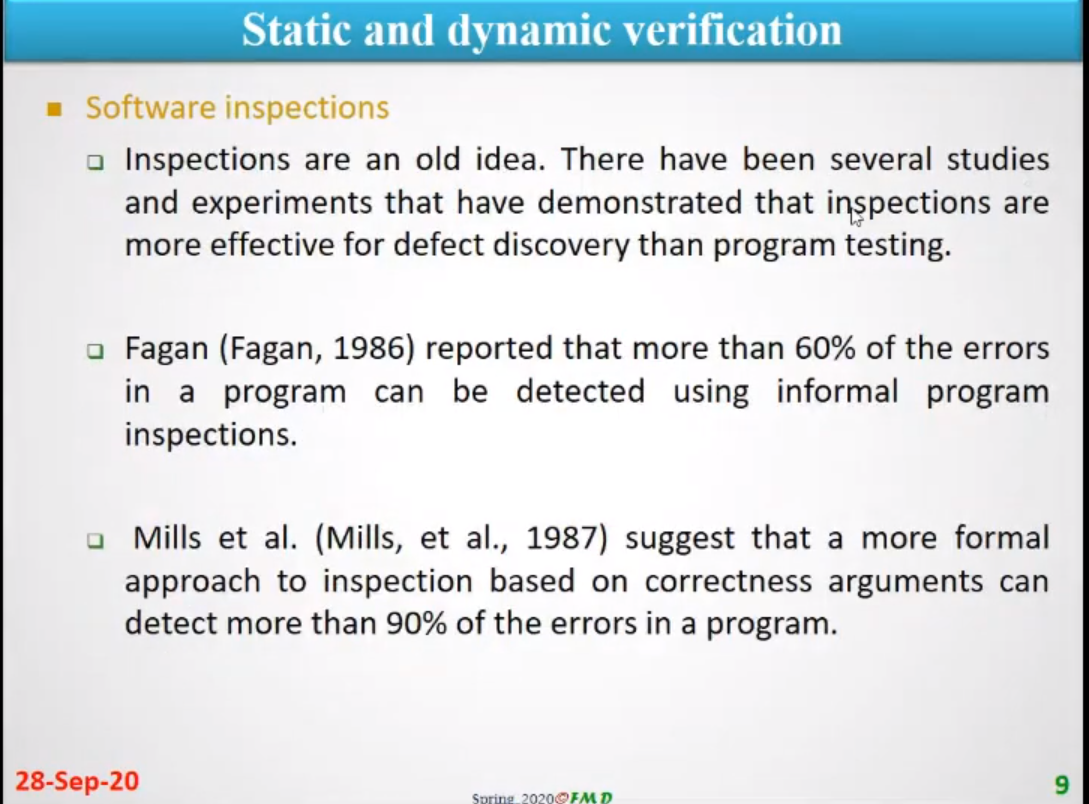 Static and dynamic verification
Software inspections
Inspections are an old idea. There have been several studies
and experiments that have demonstrated that inspections are
more effective for defect discovery than program testing.
Fagan (Fagan, 1986) reported that more than 60% of the errors
in a program can be detected using informal program
inspections.
Mills et al. (Mills, et al., 1987) suggest that a more formal
approach to inspection based on correctness arguments can
detect more than 90% of the errors in a program.
28-Sep-20
Spring_2020©FMD
9